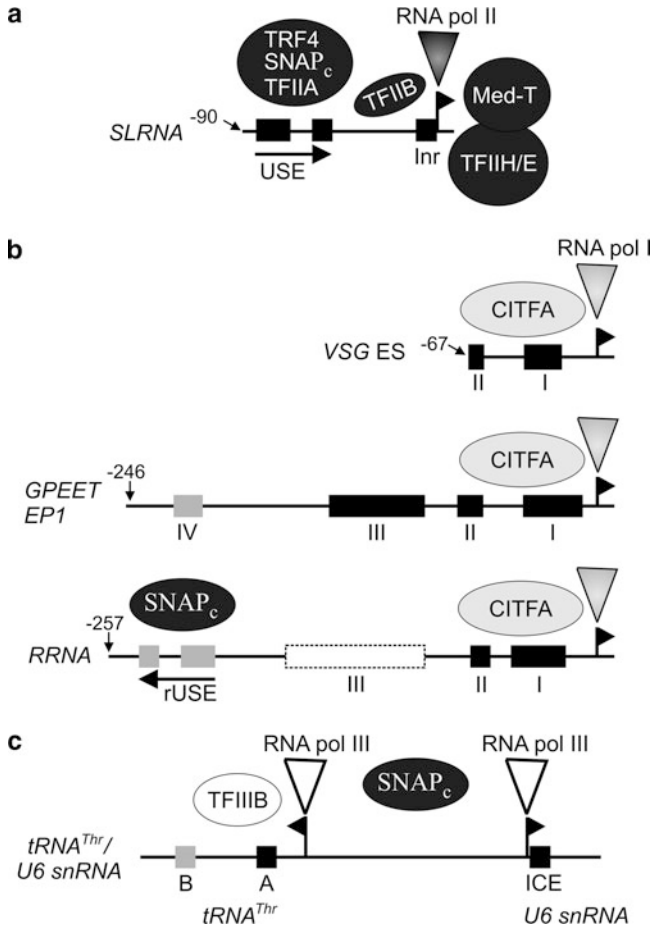 a
RNA pol II
TRF4
SNAPc
TFIIA
TFIIB
Med-T
-90
SLRNA
USE
Inr
TFIIH/E
b
RNA pol I
CITFA
VSG ES
-67
II
I
-246
CITFA
GPEET
EP1
IV
III
II
I
SNAPc
CITFA
-257
RRNA
rUSE
III
II
I
c
RNA pol III
RNA pol III
TFIIIB
SNAPc
tRNAThr/
U6 snRNA
B
A
ICE
tRNAThr
U6 snRNA